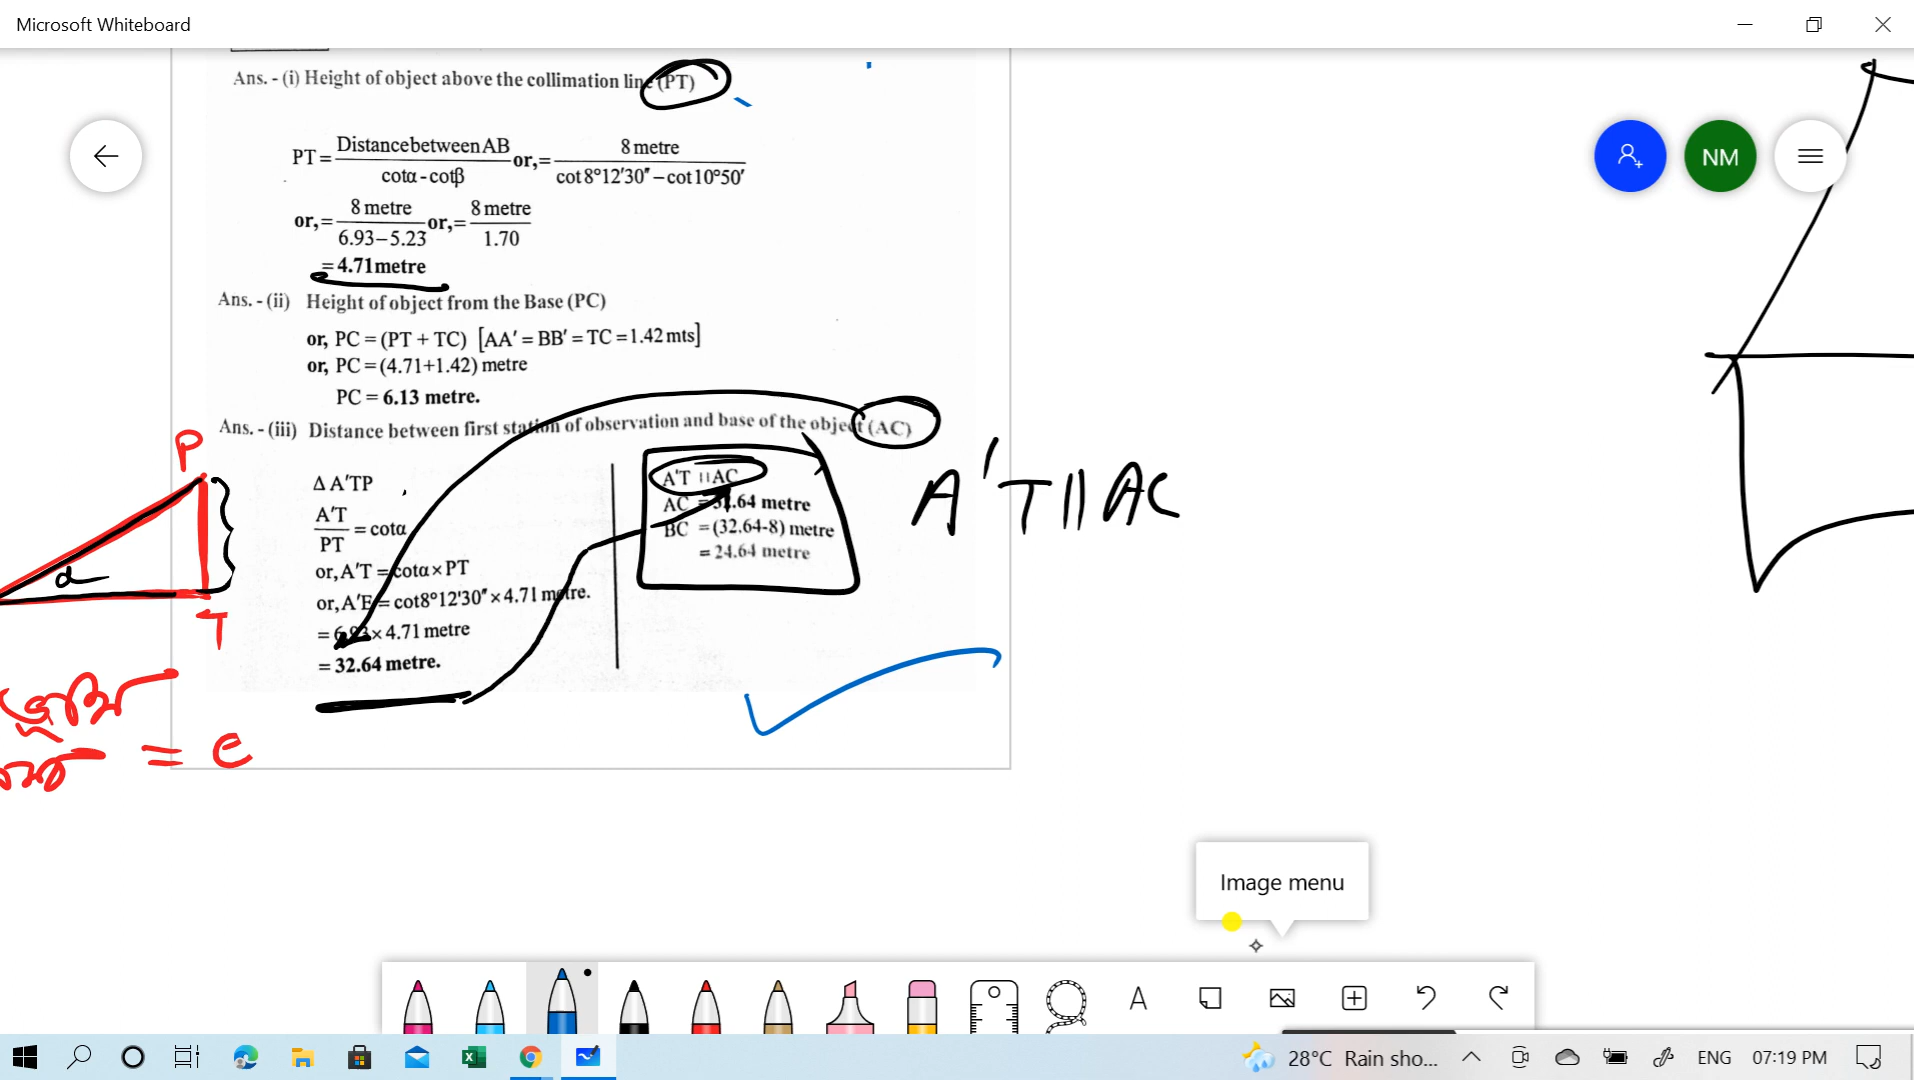 Microsoft Whiteboard
Ans. - (i) Height of object above the collimation line (PT)
PT = Distance between AB / cotα - cotβ or, = 8 metre / cot 8°12'30" – cot 10°50'
or, = 8 metre / 6.93 – 5.23 or, = 8 metre / 1.70
= 4.71 metre
Ans. - (ii) Height of object from the Base (PC)
or, PC = (PT + TC) [AA' = BB' = TC = 1.42 mts]
or, PC = (4.71+1.42) metre
PC = 6.13 metre.
Ans. - (iii) Distance between first station of observation and base of the object (AC)
Δ A'TP
A'T / PT = cotα
or, A'T = cotα × PT
or, A'E = cot8°12'30" × 4.71 metre.
= 6.93 × 4.71 metre
= 32.64 metre.
A'T || AC
AC = 32.64 metre
BC = (32.64-8) metre
= 24.64 metre
A'T || AC
P
α
T
= e
NM
Image menu
A
28°C Rain sho...
ENG
07:19 PM